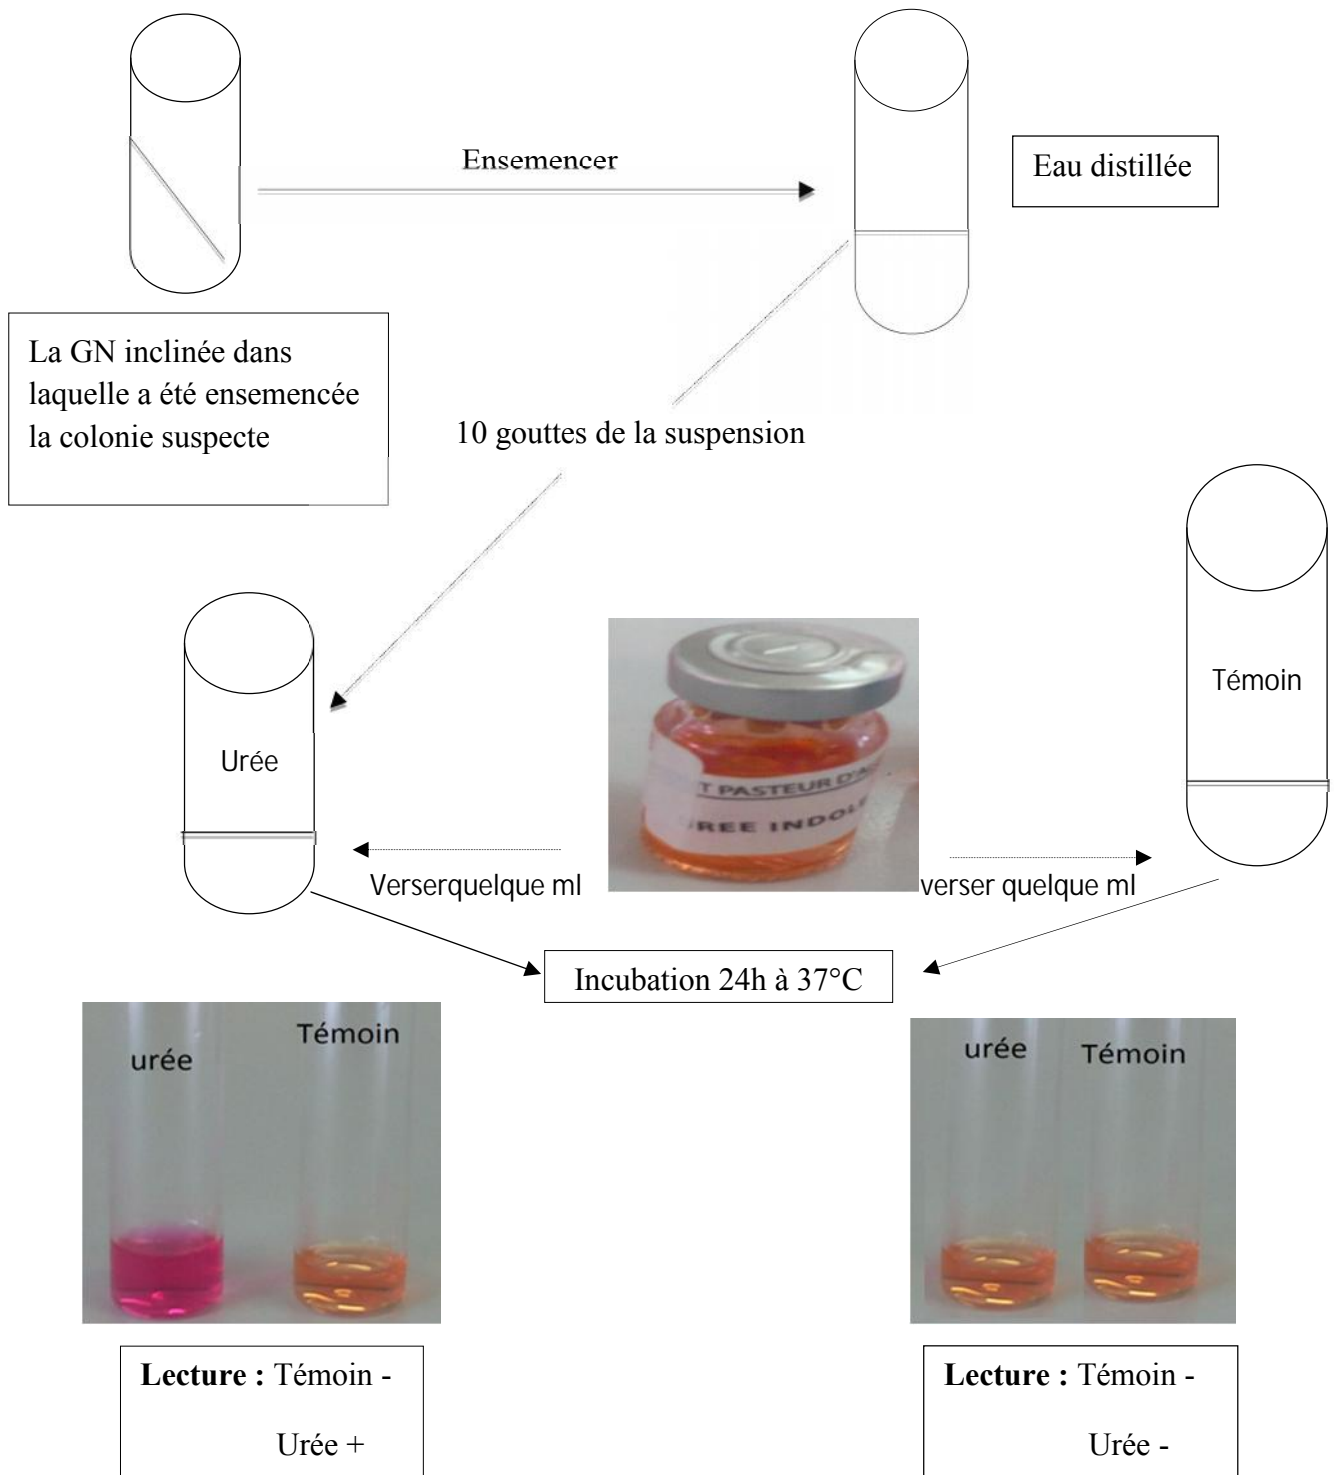 Ensemencer
Eau distillée
La GN inclinée dans
laquelle a été ensemencée
la colonie suspecte
10 gouttes de la suspension
Témoin
Urée
T PASTEUR D'A
REE INDOLE
Verserquelque ml
verser quelque ml
Incubation 24h à 37°C
urée
Témoin
urée
Témoin
Lecture : Témoin -
Urée +
Lecture : Témoin -
Urée -